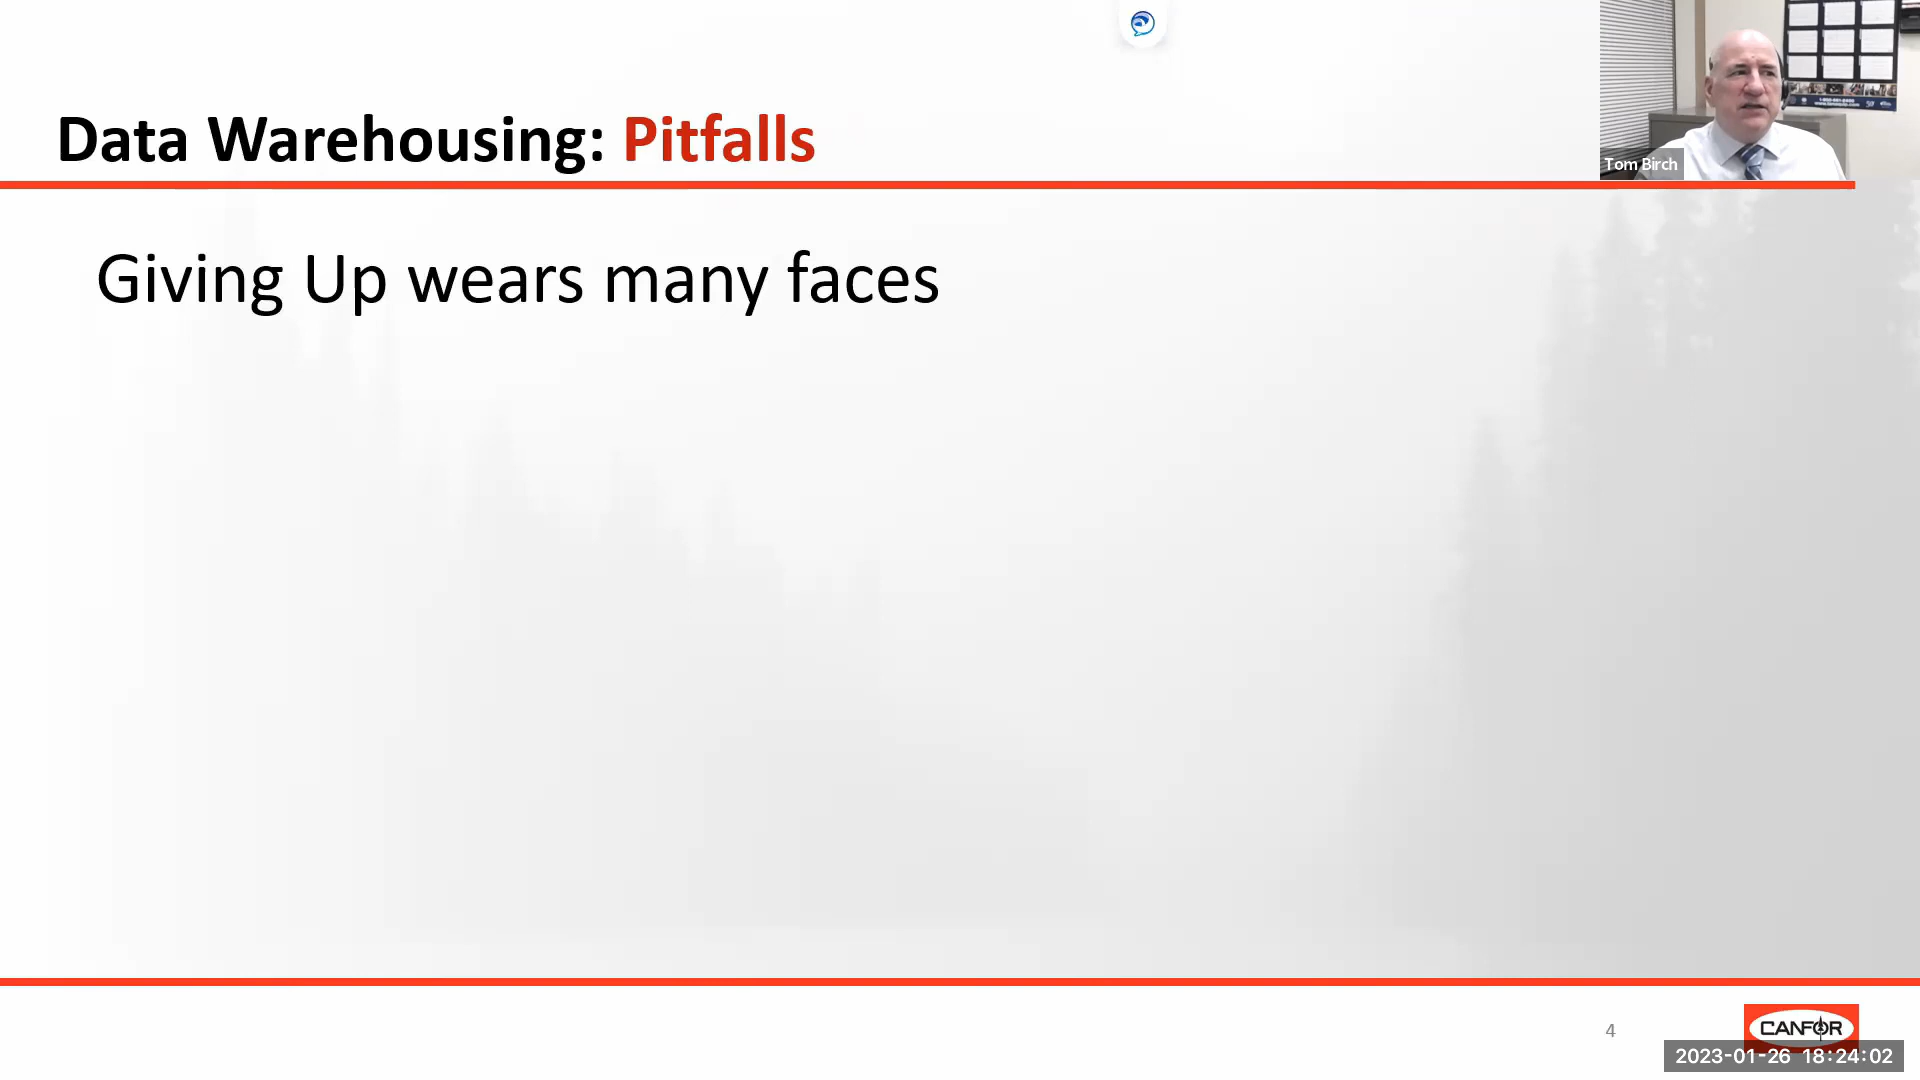 Data Warehousing: Pitfalls
Tom Birch
Giving Up wears many faces
4
CANFOR
2023-01-26 18:24:02